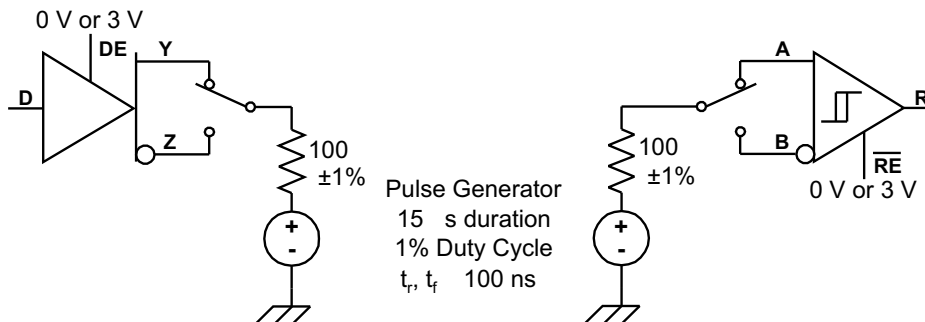 0 V or 3 V
DE
Y
D
Z
100
±1%
+
-
Pulse Generator
15 s duration
1% Duty Cycle
tr, tf 100 ns
A
B
R
RE
0 V or 3 V
100
±1%
+
-